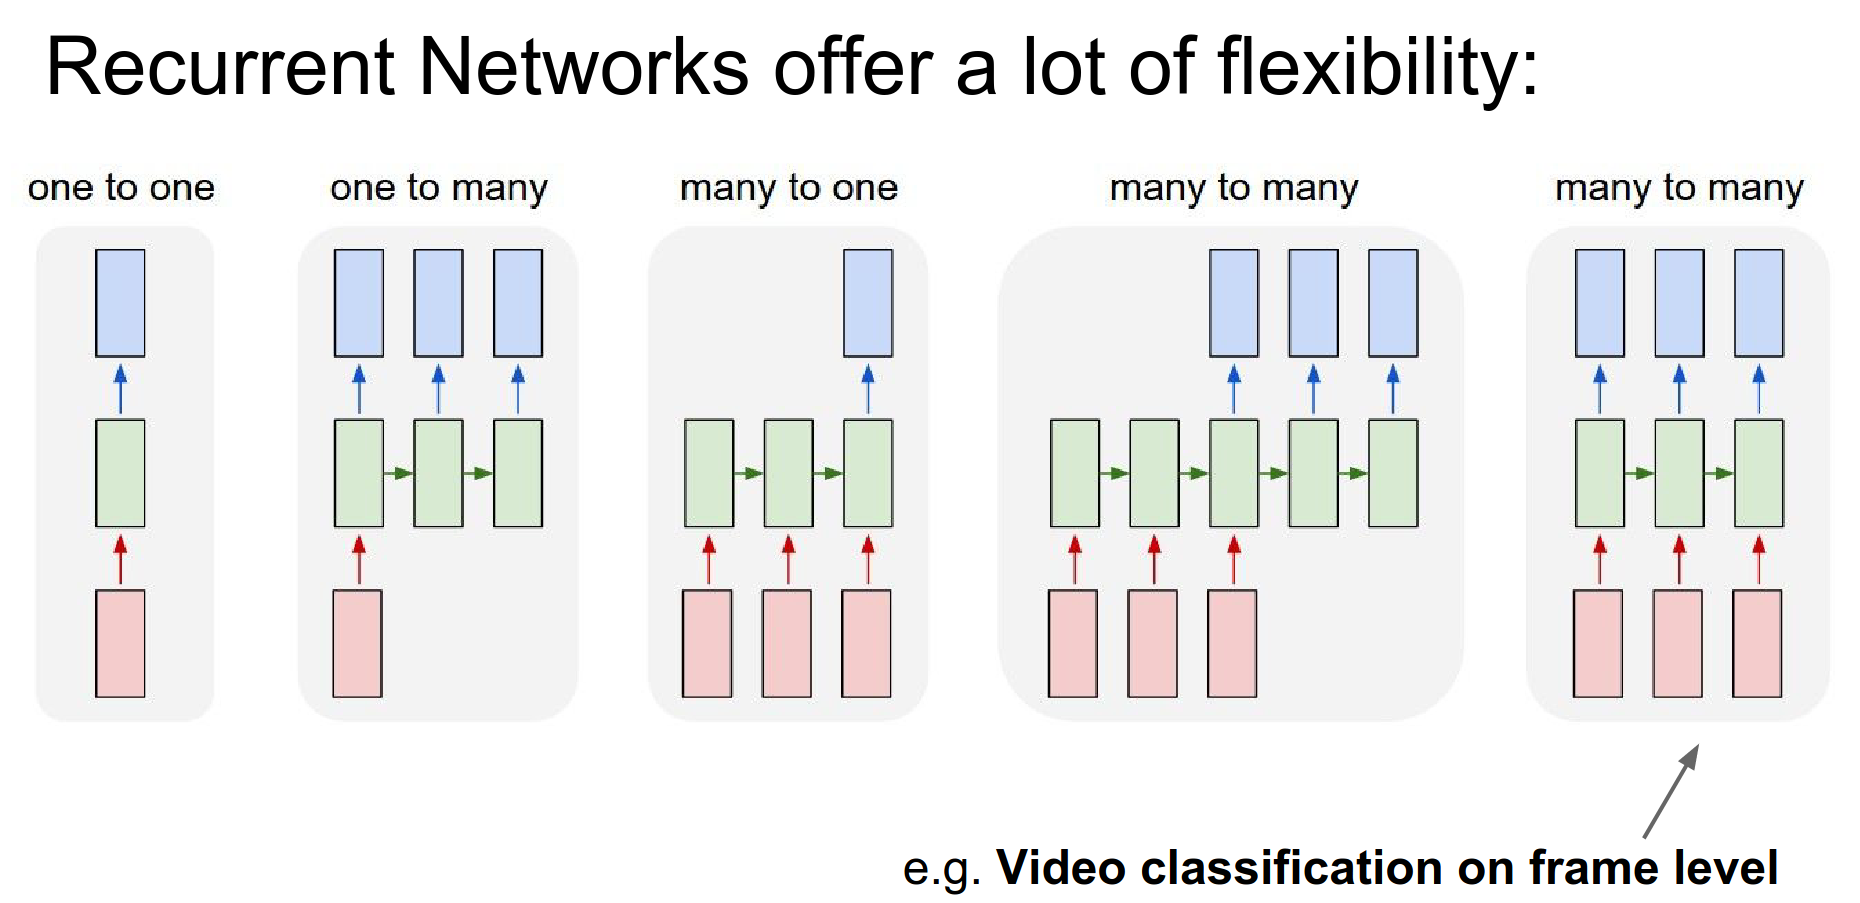 Recurrent Networks offer a lot of flexibility:
one to one
one to many
many to one
many to many
many to many
e.g. Video classification on frame level